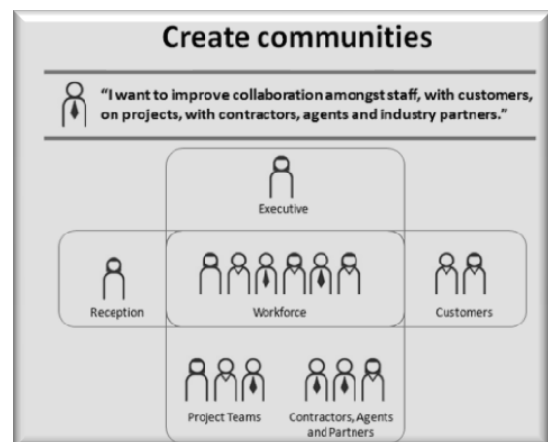 Create communities
“I want to improve collaboration amongst staff, with customers,
on projects, with contractors, agents and industry partners.”
Executive
Reception
Workforce
Customers
Project Teams
Contractors, Agents
and Partners